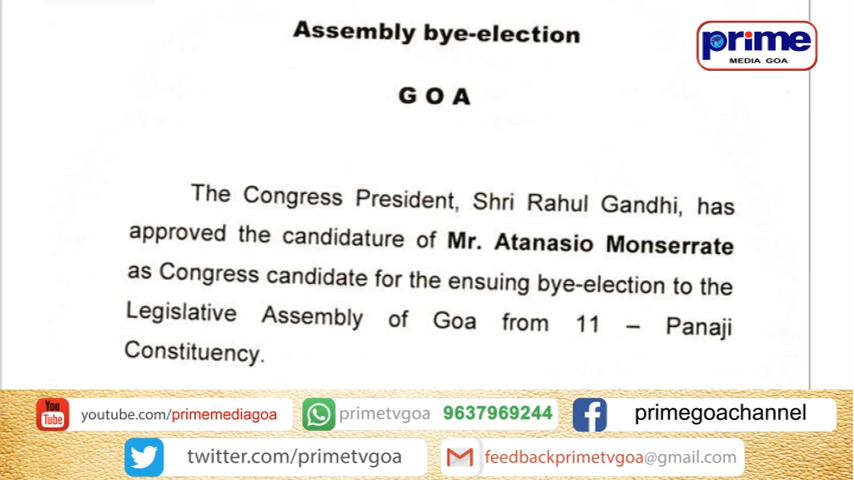 Assembly bye-election
prime
MEDIA GOA
G O A
The Congress President, Shri Rahul Gandhi, has
approved the candidature of Mr. Atanasio Monserrate
as Congress candidate for the ensuing bye-election to the
Legislative Assembly of Goa from 11 – Panaji
Constituency.
You
Tube
youtube.com/primemediagoa
primetvgoa 9637969244
primegoachannel
twitter.com/primetvgoa
feedbackprimetvgoa@gmail.com